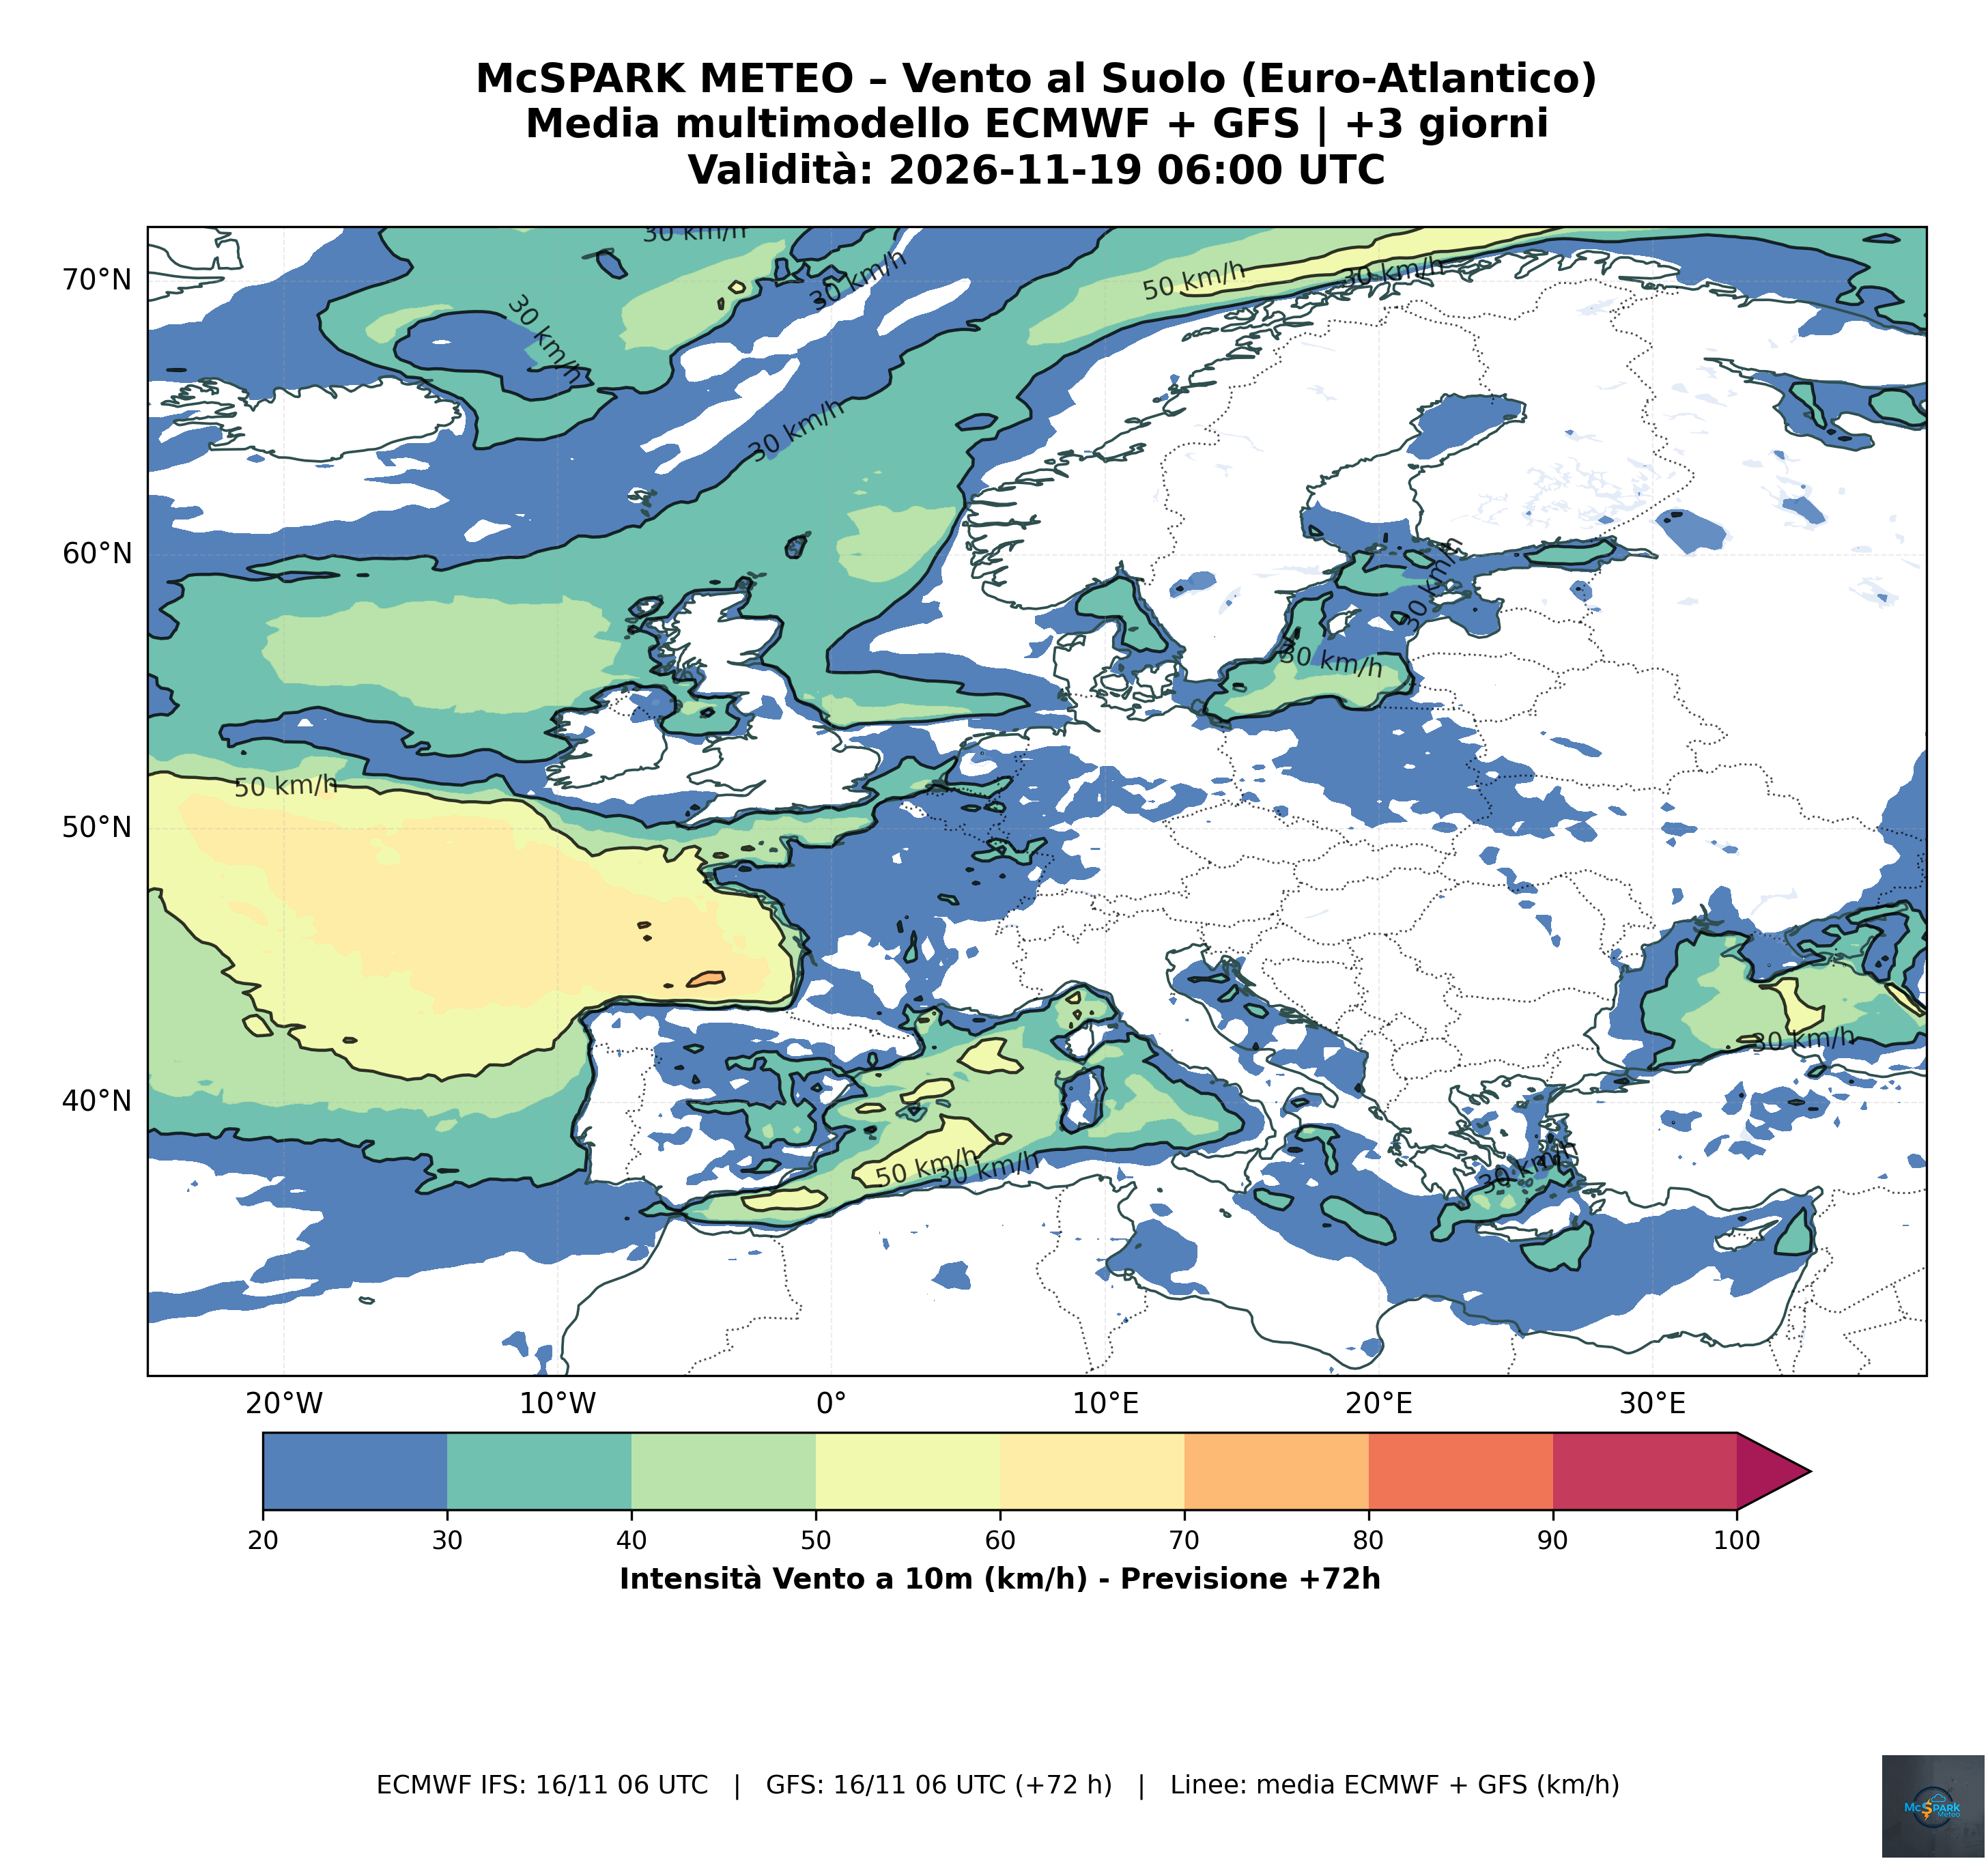 McSPARK METEO – Vento al Suolo (Euro-Atlantico)
Media multimodello ECMWF + GFS | +3 giorni
Validità: 2026-11-19 06:00 UTC
30 km/h
30 km/h
30 km/h
50 km/h
30 km/h
30 km/h
30 km/h
30 km/h
50 km/h
30 km/h
50 km/h
30 km/h
30 km/h
70°N
60°N
50°N
40°N
20°W 10°W 0° 10°E 20°E 30°E
20 30 40 50 60 70 80 90 100
Intensità Vento a 10m (km/h) - Previsione +72h
ECMWF IFS: 16/11 06 UTC | GFS: 16/11 06 UTC (+72 h) | Linee: media ECMWF + GFS (km/h)
McSPARK
Meteo